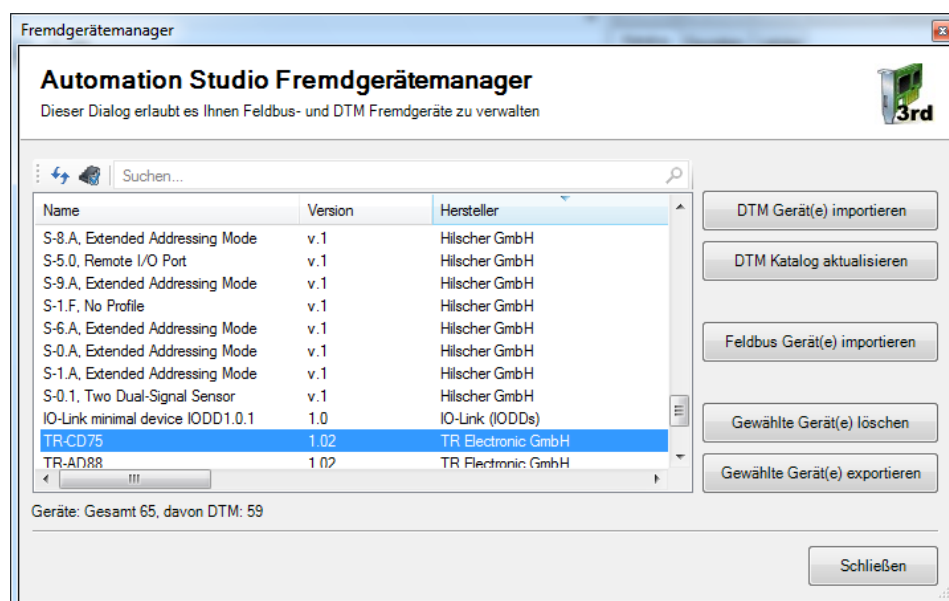 Fremdgerätemanager
Automation Studio Fremdgerätemanager
Dieser Dialog erlaubt es Ihnen Feldbus- und DTM Fremdgeräte zu verwalten
3rd
Suchen...
Name Version Hersteller
S-8.A, Extended Addressing Mode v.1 Hilscher GmbH
S-5.0, Remote I/O Port v.1 Hilscher GmbH
S-9.A, Extended Addressing Mode v.1 Hilscher GmbH
S-1.F, No Profile v.1 Hilscher GmbH
S-6.A, Extended Addressing Mode v.1 Hilscher GmbH
S-0.A, Extended Addressing Mode v.1 Hilscher GmbH
S-1.A, Extended Addressing Mode v.1 Hilscher GmbH
S-0.1, Two Dual-Signal Sensor v.1 Hilscher GmbH
IO-Link minimal device IODD1.0.1 1.0 IO-Link (IODDs)
TR-CD75 1.02 TR Electronic GmbH
TR-AD88 1.02 TR Electronic GmbH
DTM Gerät(e) importieren
DTM Katalog aktualisieren
Feldbus Gerät(e) importieren
Gewählte Gerät(e) löschen
Gewählte Gerät(e) exportieren
Geräte: Gesamt 65, davon DTM: 59
Schließen